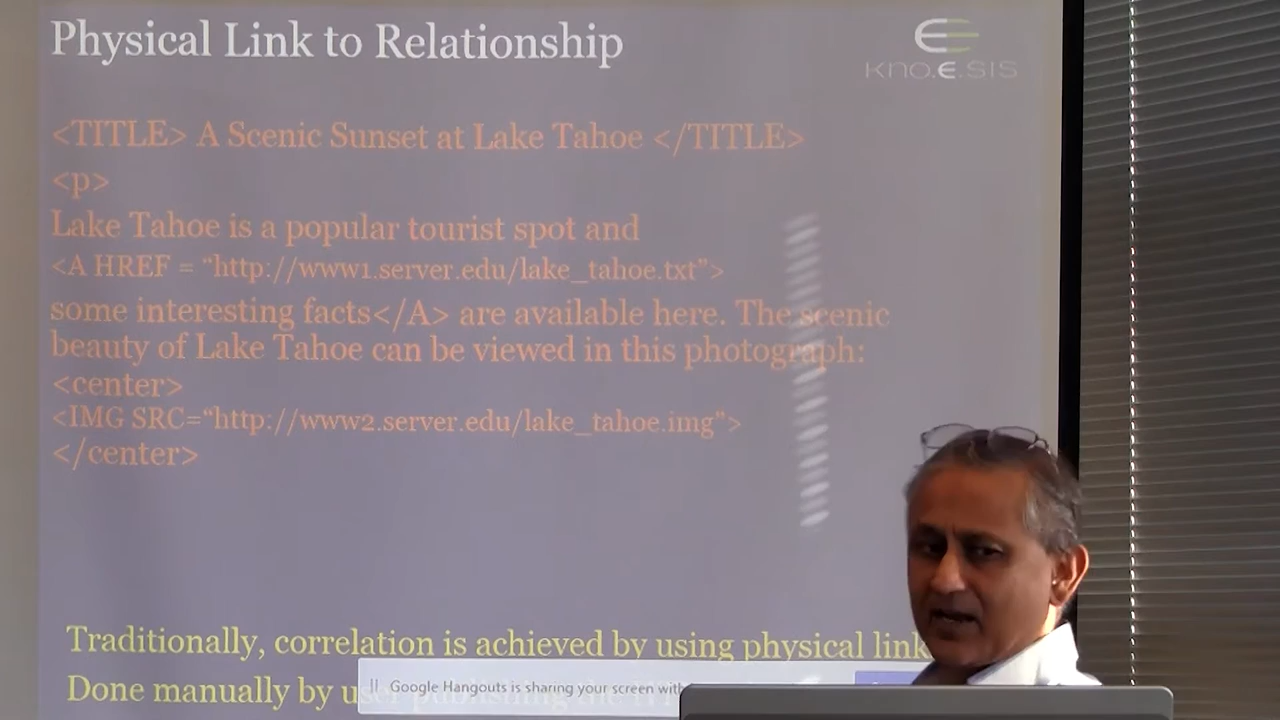 Physical Link to Relationship
kno.e.sis
<TITLE> A Scenic Sunset at Lake Tahoe </TITLE>
<p>
Lake Tahoe is a popular tourist spot and
<A HREF = “http://www1.server.edu/lake_tahoe.txt”>
some interesting facts</A> are available here. The scenic
beauty of Lake Tahoe can be viewed in this photograph:
<center>
<IMG SRC=“http://www2.server.edu/lake_tahoe.img”>
</center>
Traditionally, correlation is achieved by using physical link
Done manually by user publishing the
Google Hangouts is sharing your screen with